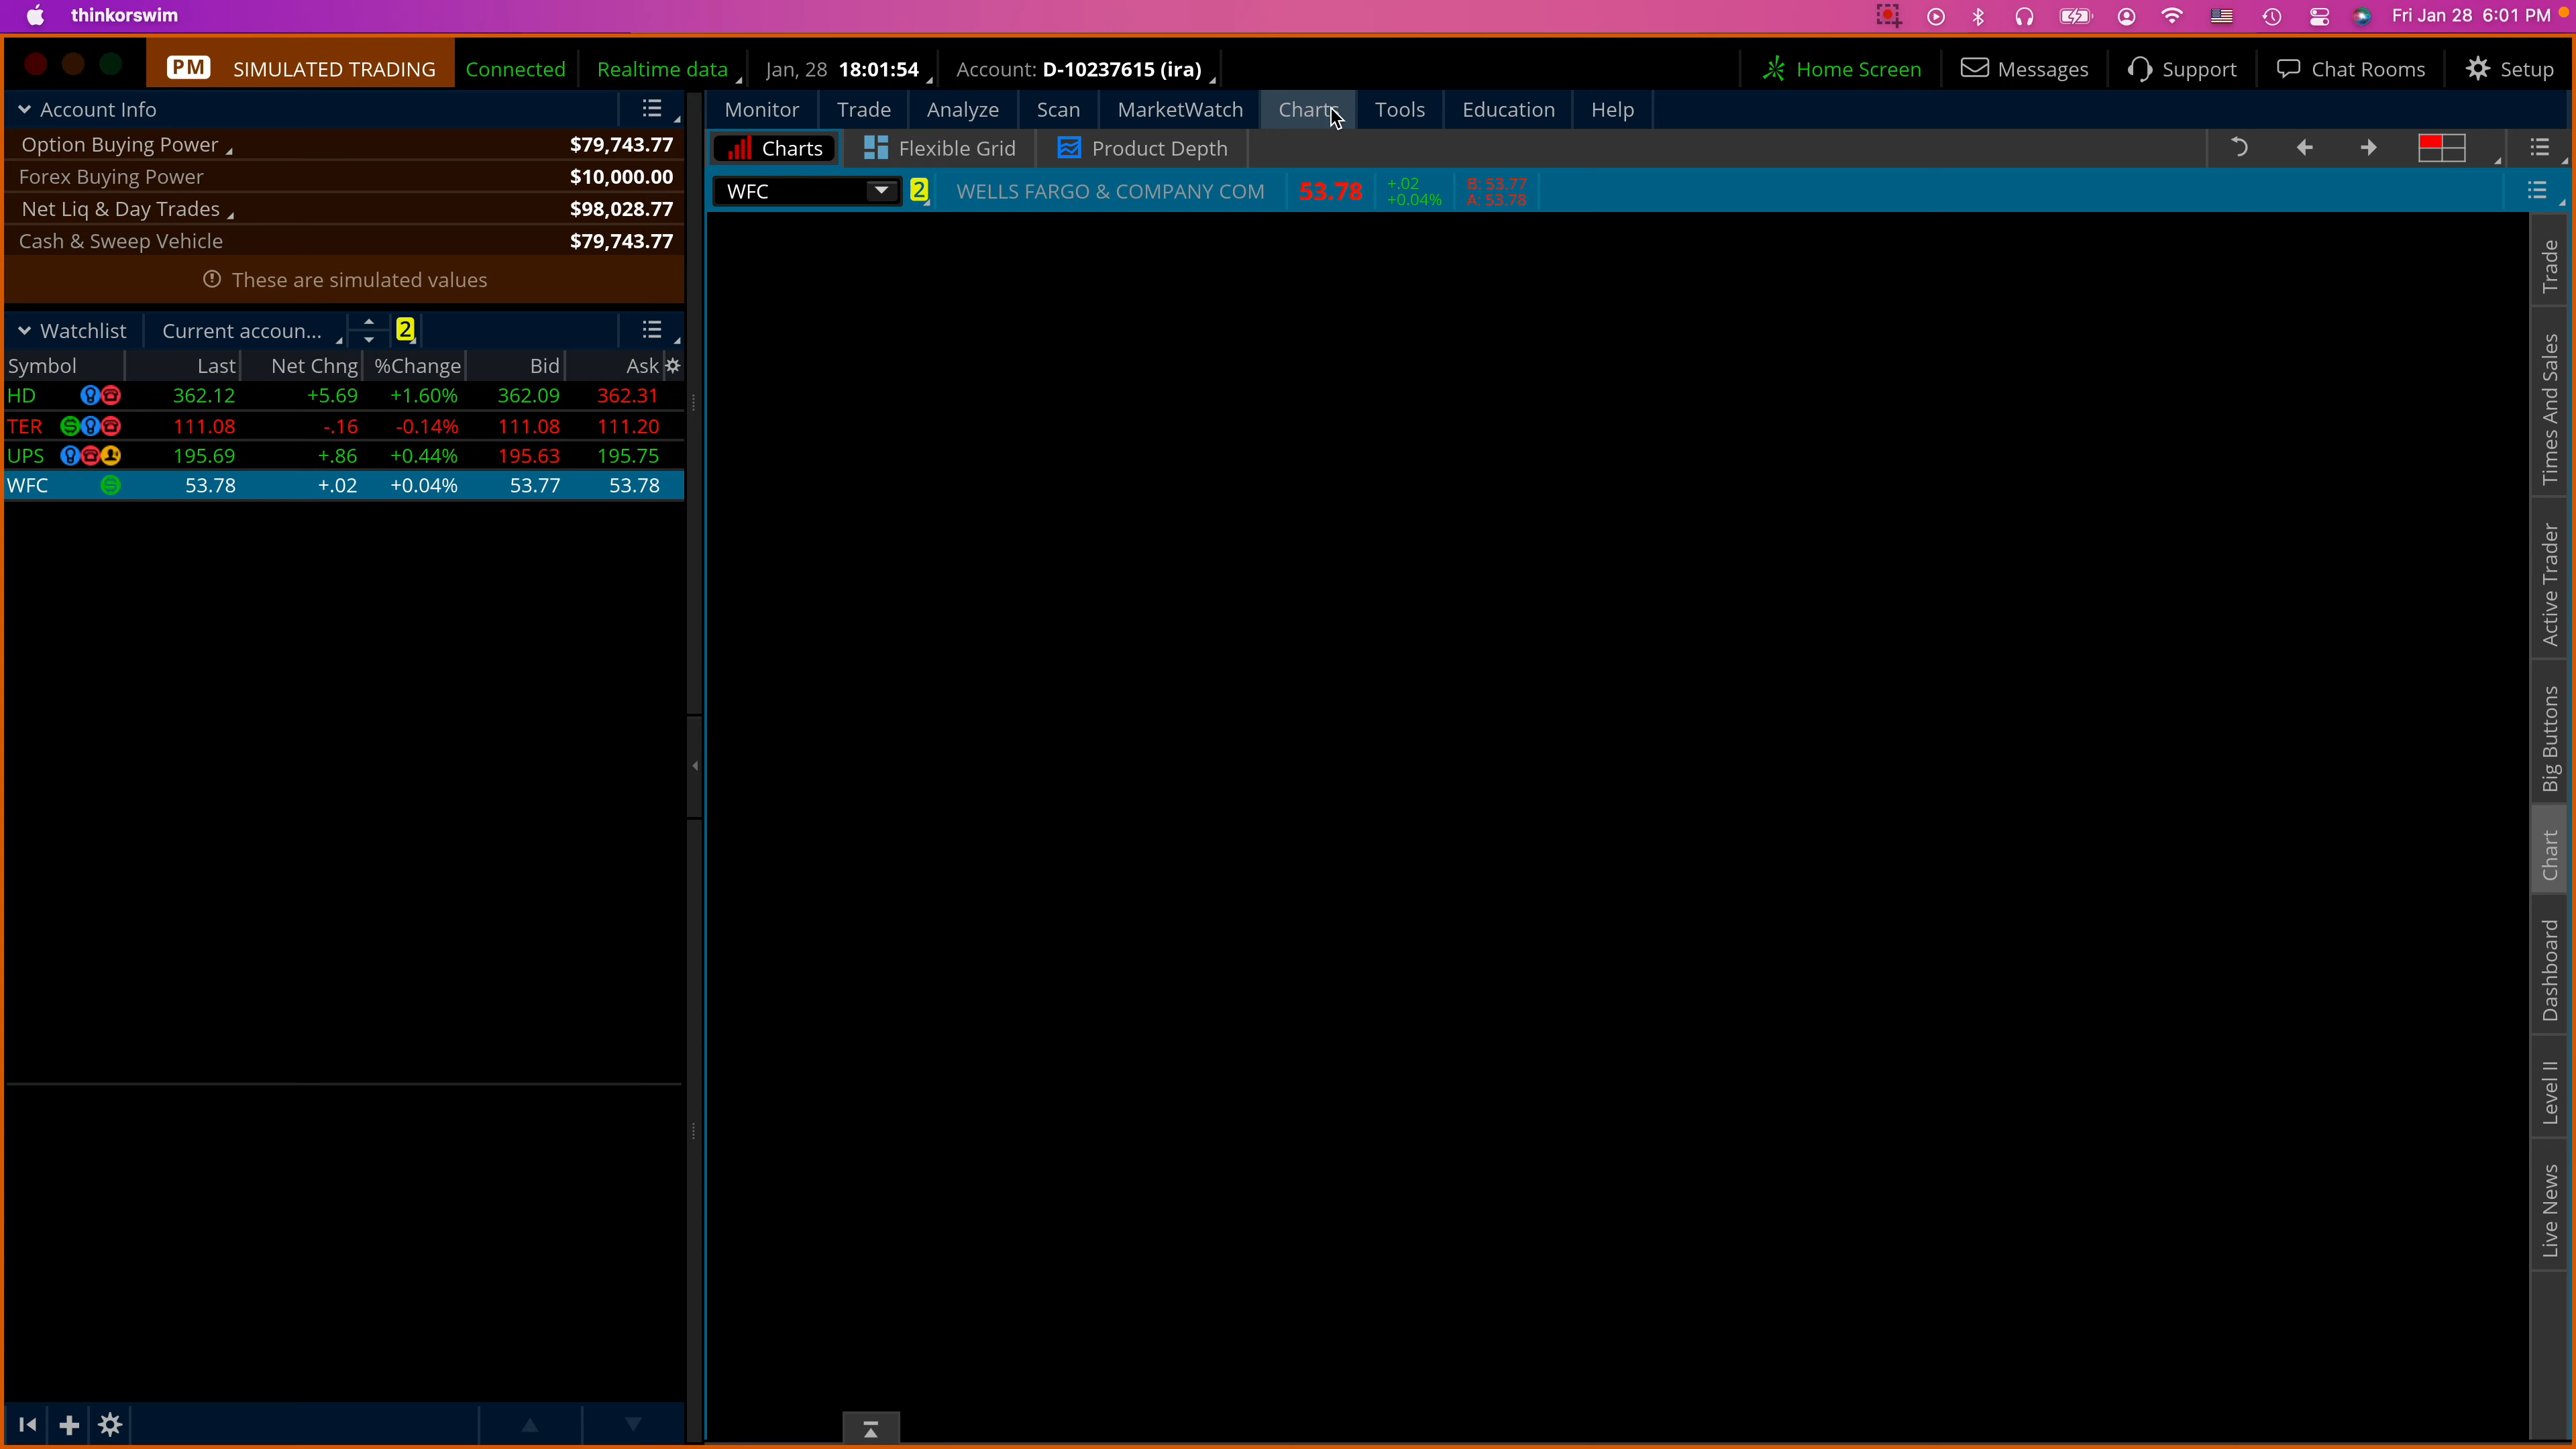 thinkorswim
Fri Jan 28 6:01 PM
PM SIMULATED TRADING Connected Realtime data Jan, 28 18:01:54 Account: D-10237615 (ira) Home Screen Messages Support Chat Rooms Setup
Account Info
Option Buying Power $79,743.77
Forex Buying Power $10,000.00
Net Liq & Day Trades $98,028.77
Cash & Sweep Vehicle $79,743.77
These are simulated values
Watchlist Current accoun... 2
Symbol Last Net Chng %Change Bid Ask
HD 362.12 +5.69 +1.60% 362.09 362.31
TER 111.08 -.16 -0.14% 111.08 111.20
UPS 195.69 +.86 +0.44% 195.63 195.75
WFC 53.78 +.02 +0.04% 53.77 53.78
Monitor Trade Analyze Scan MarketWatch Charts Tools Education Help
Charts Flexible Grid Product Depth
WFC 2 WELLS FARGO & COMPANY COM 53.78 +.02 B: 53.77
+0.04% A: 53.78
Trade
Times And Sales
Active Trader
Big Buttons
Chart
Dashboard
Level II
Live News